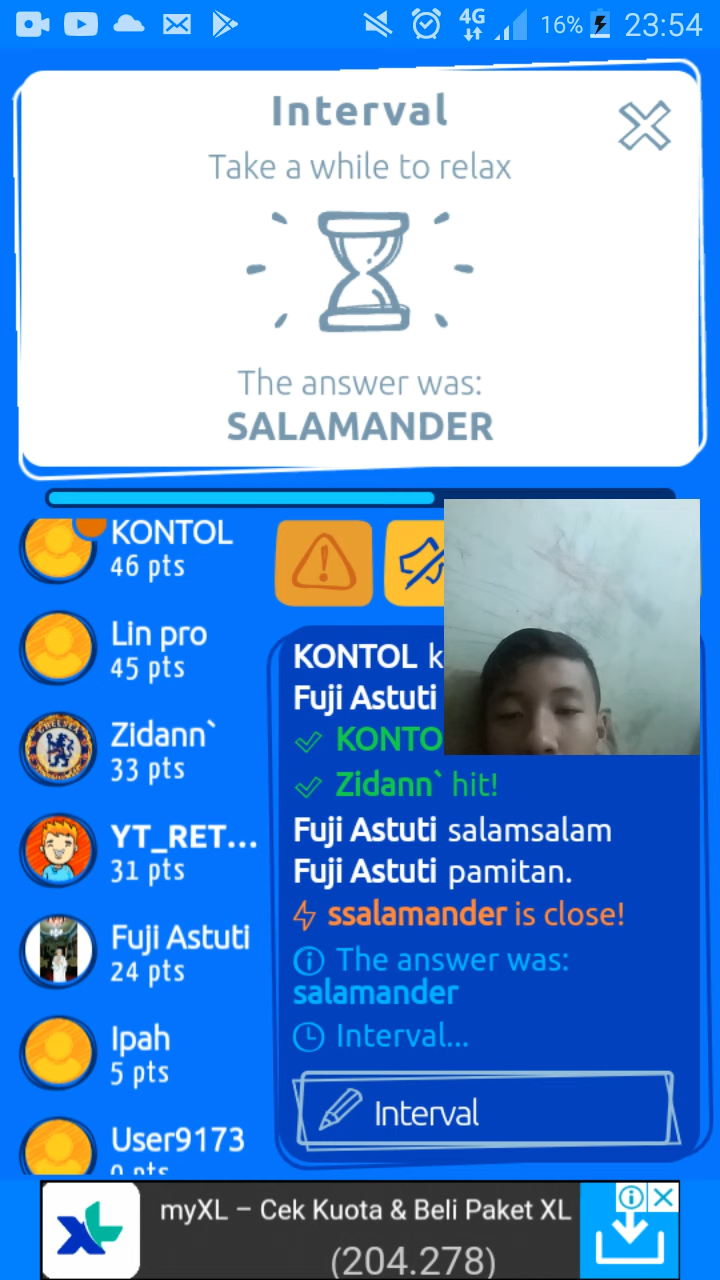 4G 16% 23:54
Interval
Take a while to relax
The answer was:
SALAMANDER
KONTOL
46 pts
Lin pro
45 pts
Zidann`
33 pts
YT_RET...
31 pts
Fuji Astuti
24 pts
Ipah
5 pts
User9173
0 pts
KONTOL k
Fuji Astuti
KONTO
Zidann` hit!
Fuji Astuti salamsalam
Fuji Astuti pamitan.
ssalamander is close!
The answer was:
salamander
Interval...
Interval
myXL – Cek Kuota & Beli Paket XL
(204.278)